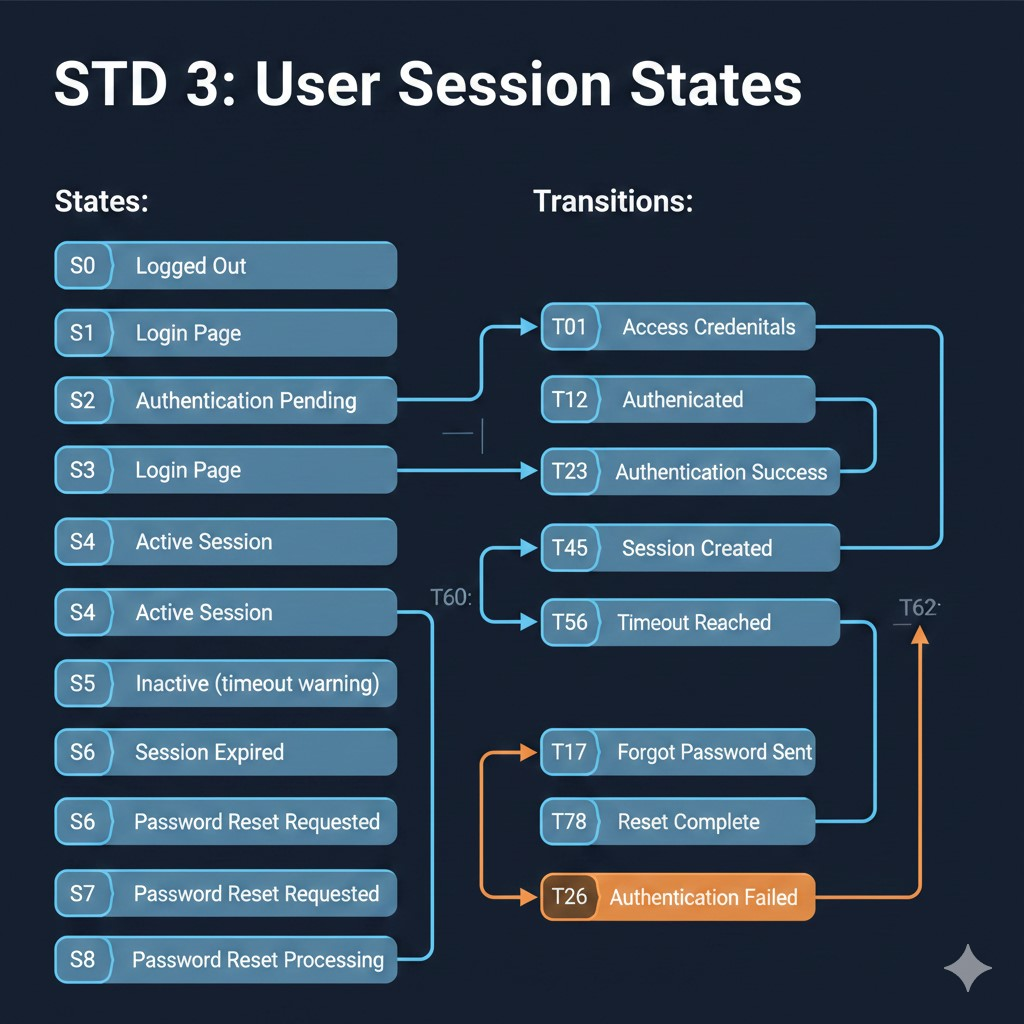 STD 3: User Session States
States:
S0 Logged Out
S1 Login Page
S2 Authentication Pending
S3 Login Page
S4 Active Session
S4 Active Session
S5 Inactive (timeout warning)
S6 Session Expired
S6 Password Reset Requested
S7 Password Reset Requested
S8 Password Reset Processing
Transitions:
T01 Access Credenitals
T12 Authenicated
T23 Authentication Success
T45 Session Created
T60:
T56 Timeout Reached
T62·
T17 Forgot Password Sent
T78 Reset Complete
T26 Authentication Failed